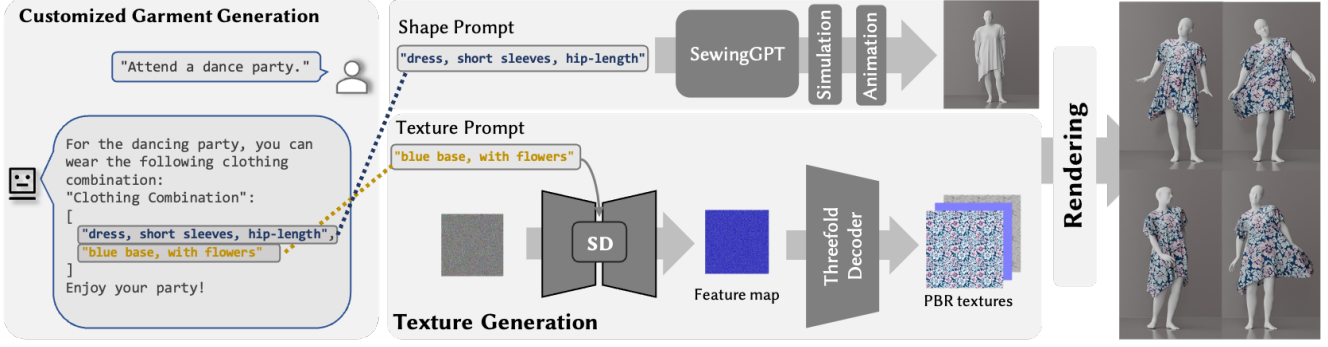 Customized Garment Generation
"Attend a dance party."
For the dancing party, you can
wear the following clothing
combination:
"Clothing Combination":
[
"dress, short sleeves, hip-length",
"blue base, with flowers"
]
Enjoy your party!
Shape Prompt
"dress, short sleeves, hip-length"
SewingGPT
Simulation
Animation
Texture Prompt
"blue base, with flowers"
SD
Feature map
Threefold
Decoder
PBR textures
Texture Generation
Rendering